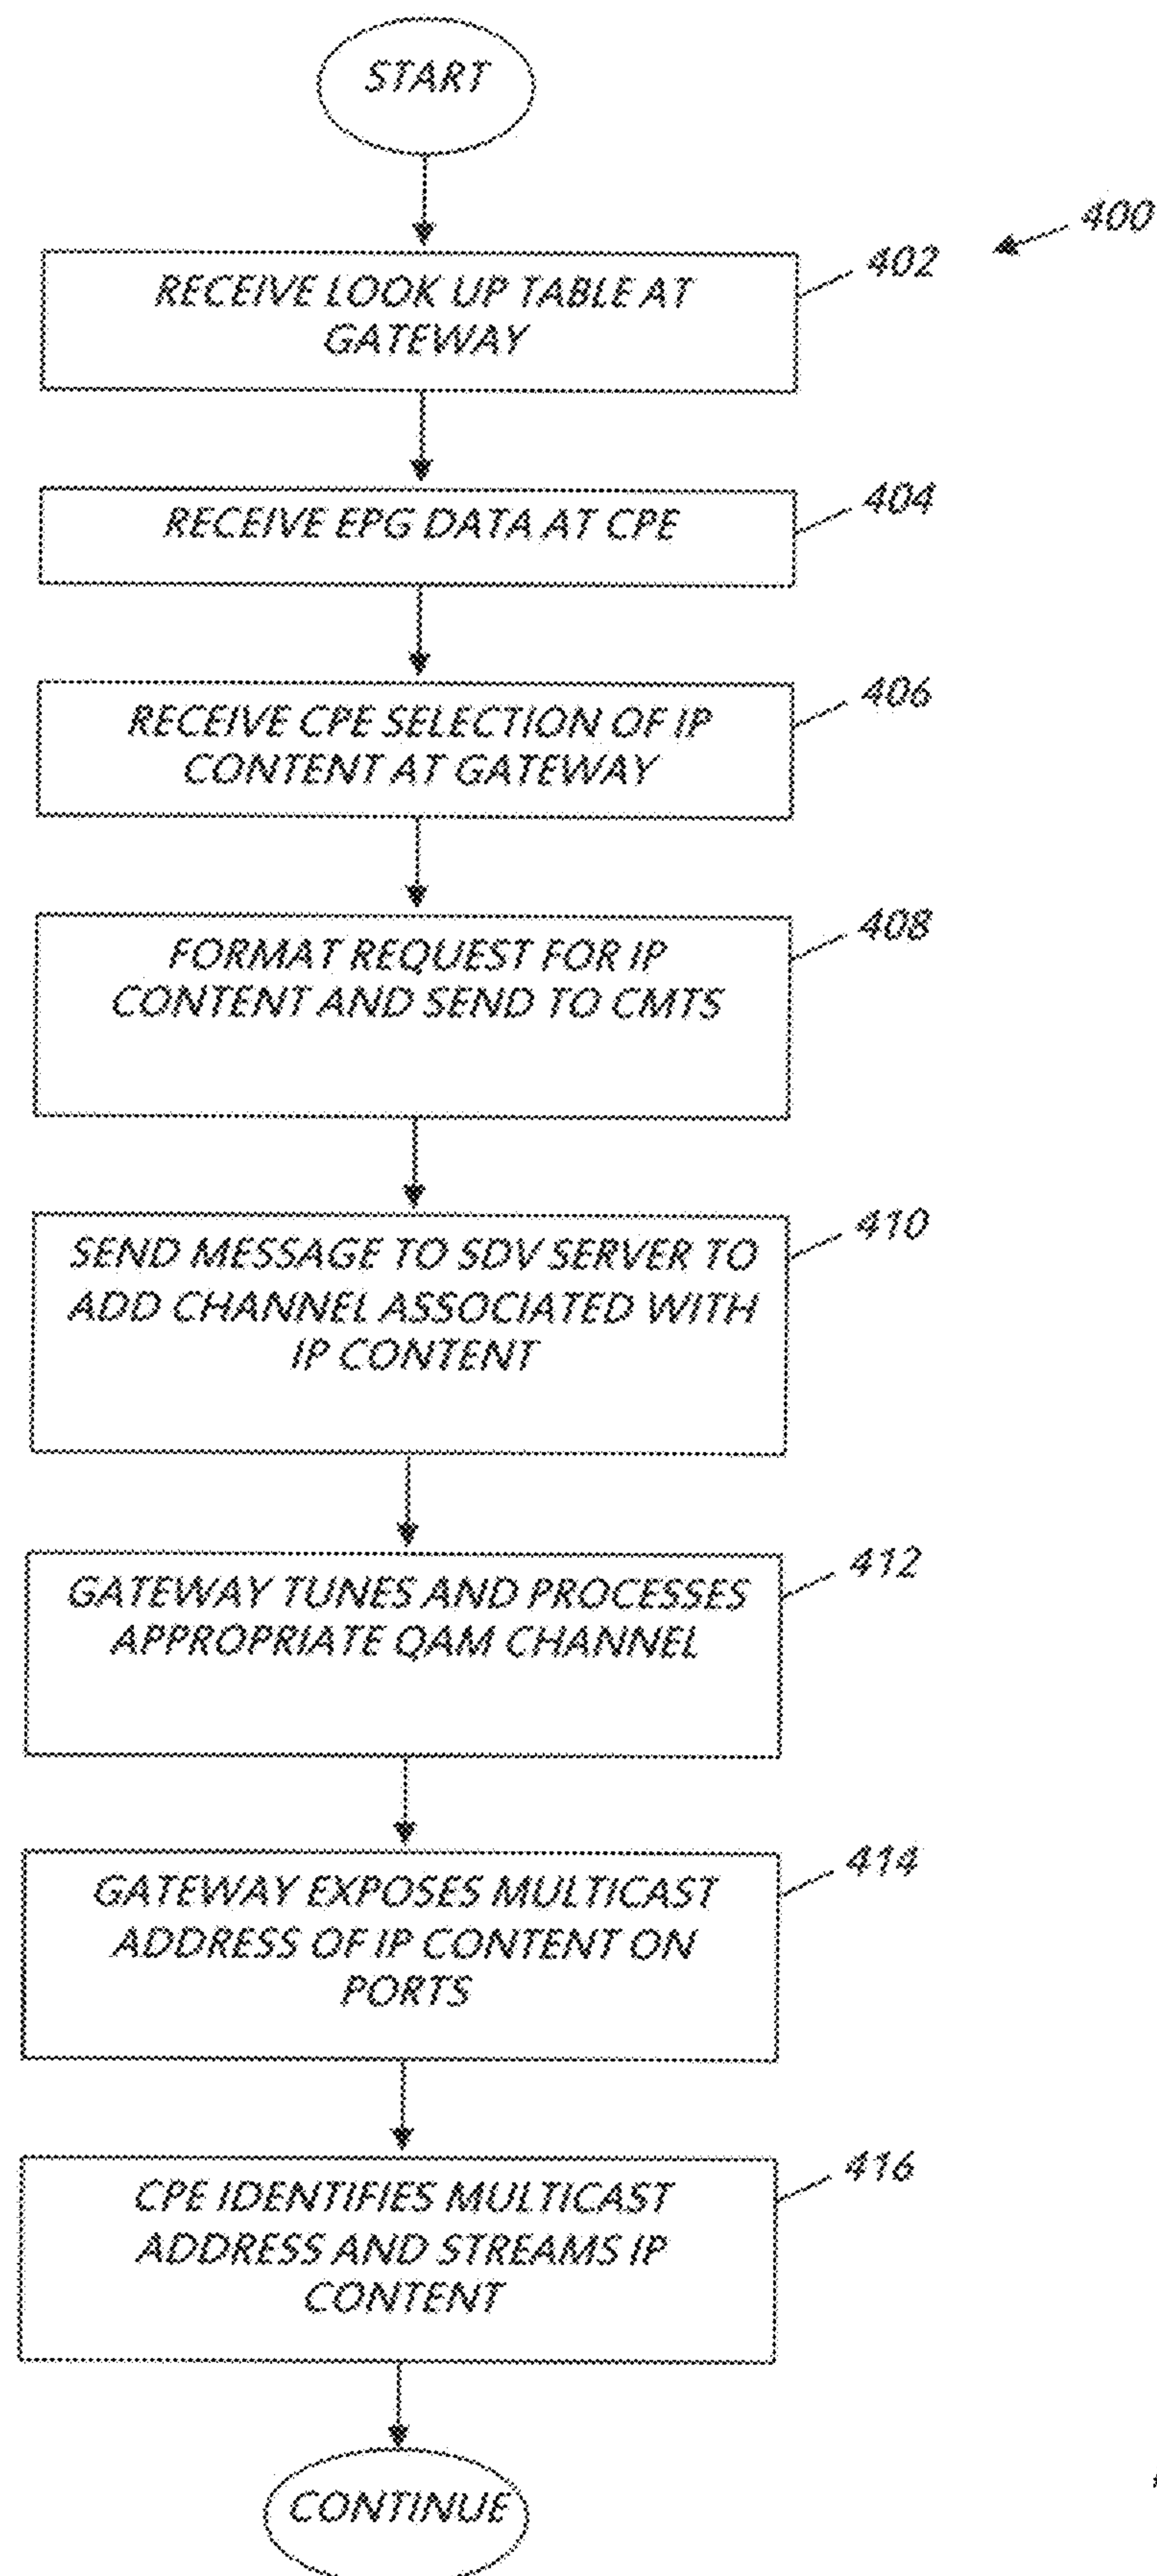 START
400
402
RECEIVE LOOK UP TABLE AT
GATEWAY
404
RECEIVE EPG DATA AT CPE
406
RECEIVE CPE SELECTION OF IP
CONTENT AT GATEWAY
408
FORMAT REQUEST FOR IP
CONTENT AND SEND TO CMTS
410
SEND MESSAGE TO SDV SERVER TO
ADD CHANNEL ASSOCIATED WITH
IP CONTENT
412
GATEWAY TUNES AND PROCESSES
APPROPRIATE QAM CHANNEL
414
GATEWAY EXPOSES MULTICAST
ADDRESS OF IP CONTENT ON
PORTS
416
CPE IDENTIFIES MULTICAST
ADDRESS AND STREAMS IP
CONTENT
CONTINUE